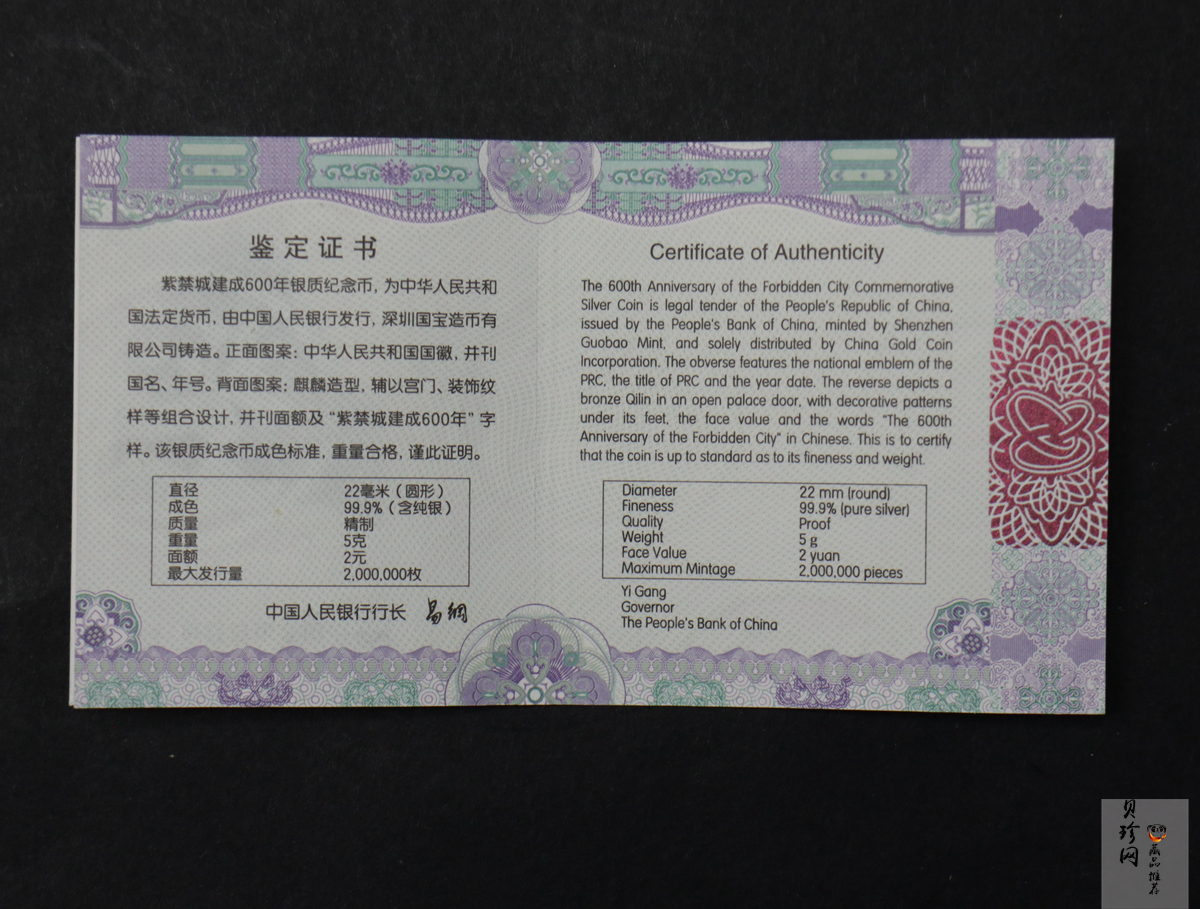 鉴定证书
紫禁城建成600年银质纪念币，为中华人民共和
国法定货币，由中国人民银行发行，深圳国宝造币有
限公司铸造。正面图案：中华人民共和国国徽，并刊
国名、年号。背面图案：麒麟造型，辅以宫门、装饰纹
样等组合设计，并刊面额及“紫禁城建成600年”字
样。该银质纪念币成色标准，重量合格，谨此证明。
直径 22毫米（圆形）
成色 99.9%（含纯银）
质量 精制
重量 5克
面额 2元
最大发行量 2,000,000枚
中国人民银行行长 易纲
Certificate of Authenticity
The 600th Anniversary of the Forbidden City Commemorative
Silver Coin is legal tender of the People's Republic of China,
issued by the People's Bank of China, minted by Shenzhen
Guobao Mint, and solely distributed by China Gold Coin
Incorporation. The obverse features the national emblem of the
PRC, the title of PRC and the year date. The reverse depicts a
bronze Qilin in an open palace door, with decorative patterns
under its feet, the face value and the words "The 600th
Anniversary of the Forbidden City" in Chinese. This is to certify
that the coin is up to standard as to its fineness and weight.
Diameter 22 mm (round)
Fineness 99.9% (pure silver)
Quality Proof
Weight 5 g
Face Value 2 yuan
Maximum Mintage 2,000,000 pieces
Yi Gang
Governor
The People's Bank of China
贝珍网
藏品推荐